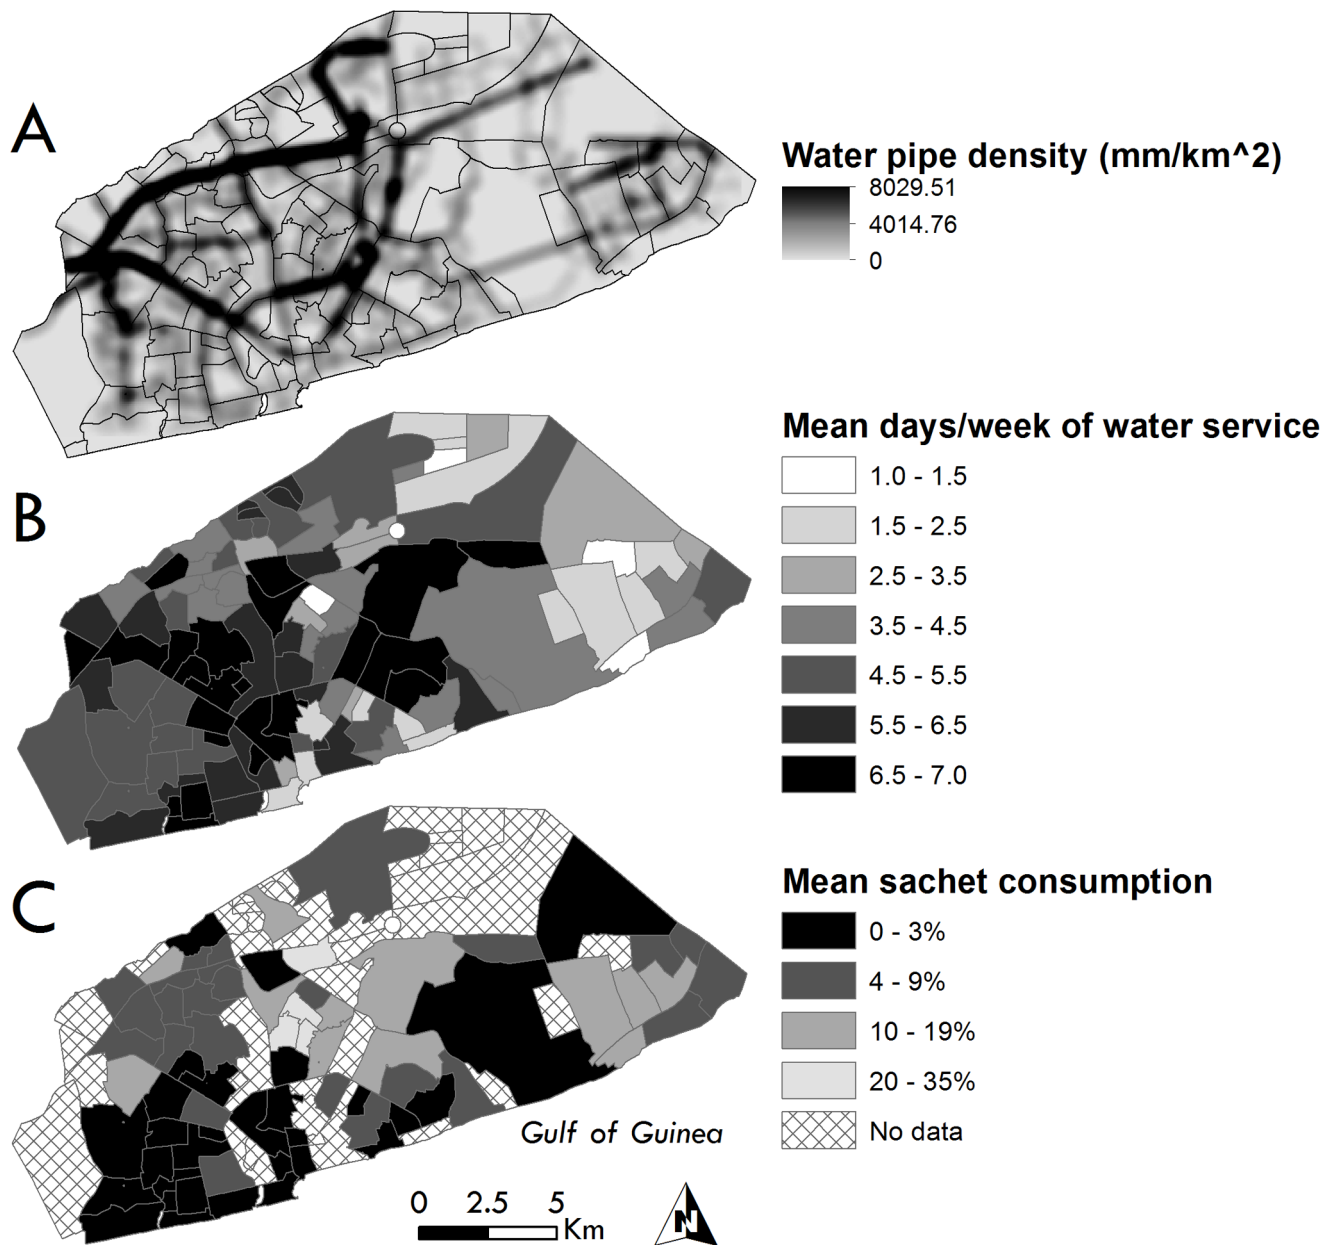 A
Water pipe density (mm/km^2)
8029.51
4014.76
0
B
Mean days/week of water service
1.0 - 1.5
1.5 - 2.5
2.5 - 3.5
3.5 - 4.5
4.5 - 5.5
5.5 - 6.5
6.5 - 7.0
C
Mean sachet consumption
0 - 3%
4 - 9%
10 - 19%
20 - 35%
No data
Gulf of Guinea
0 2.5 5
Km
N